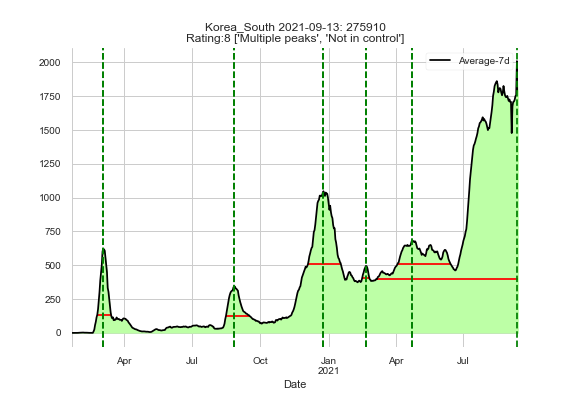 Korea_South 2021-09-13: 275910
Rating:8 ['Multiple peaks', 'Not in control']
Average-7d
2000
1750
1500
1250
1000
750
500
250
0
Apr
Jul
Oct
Jan
2021
Apr
Jul
Date